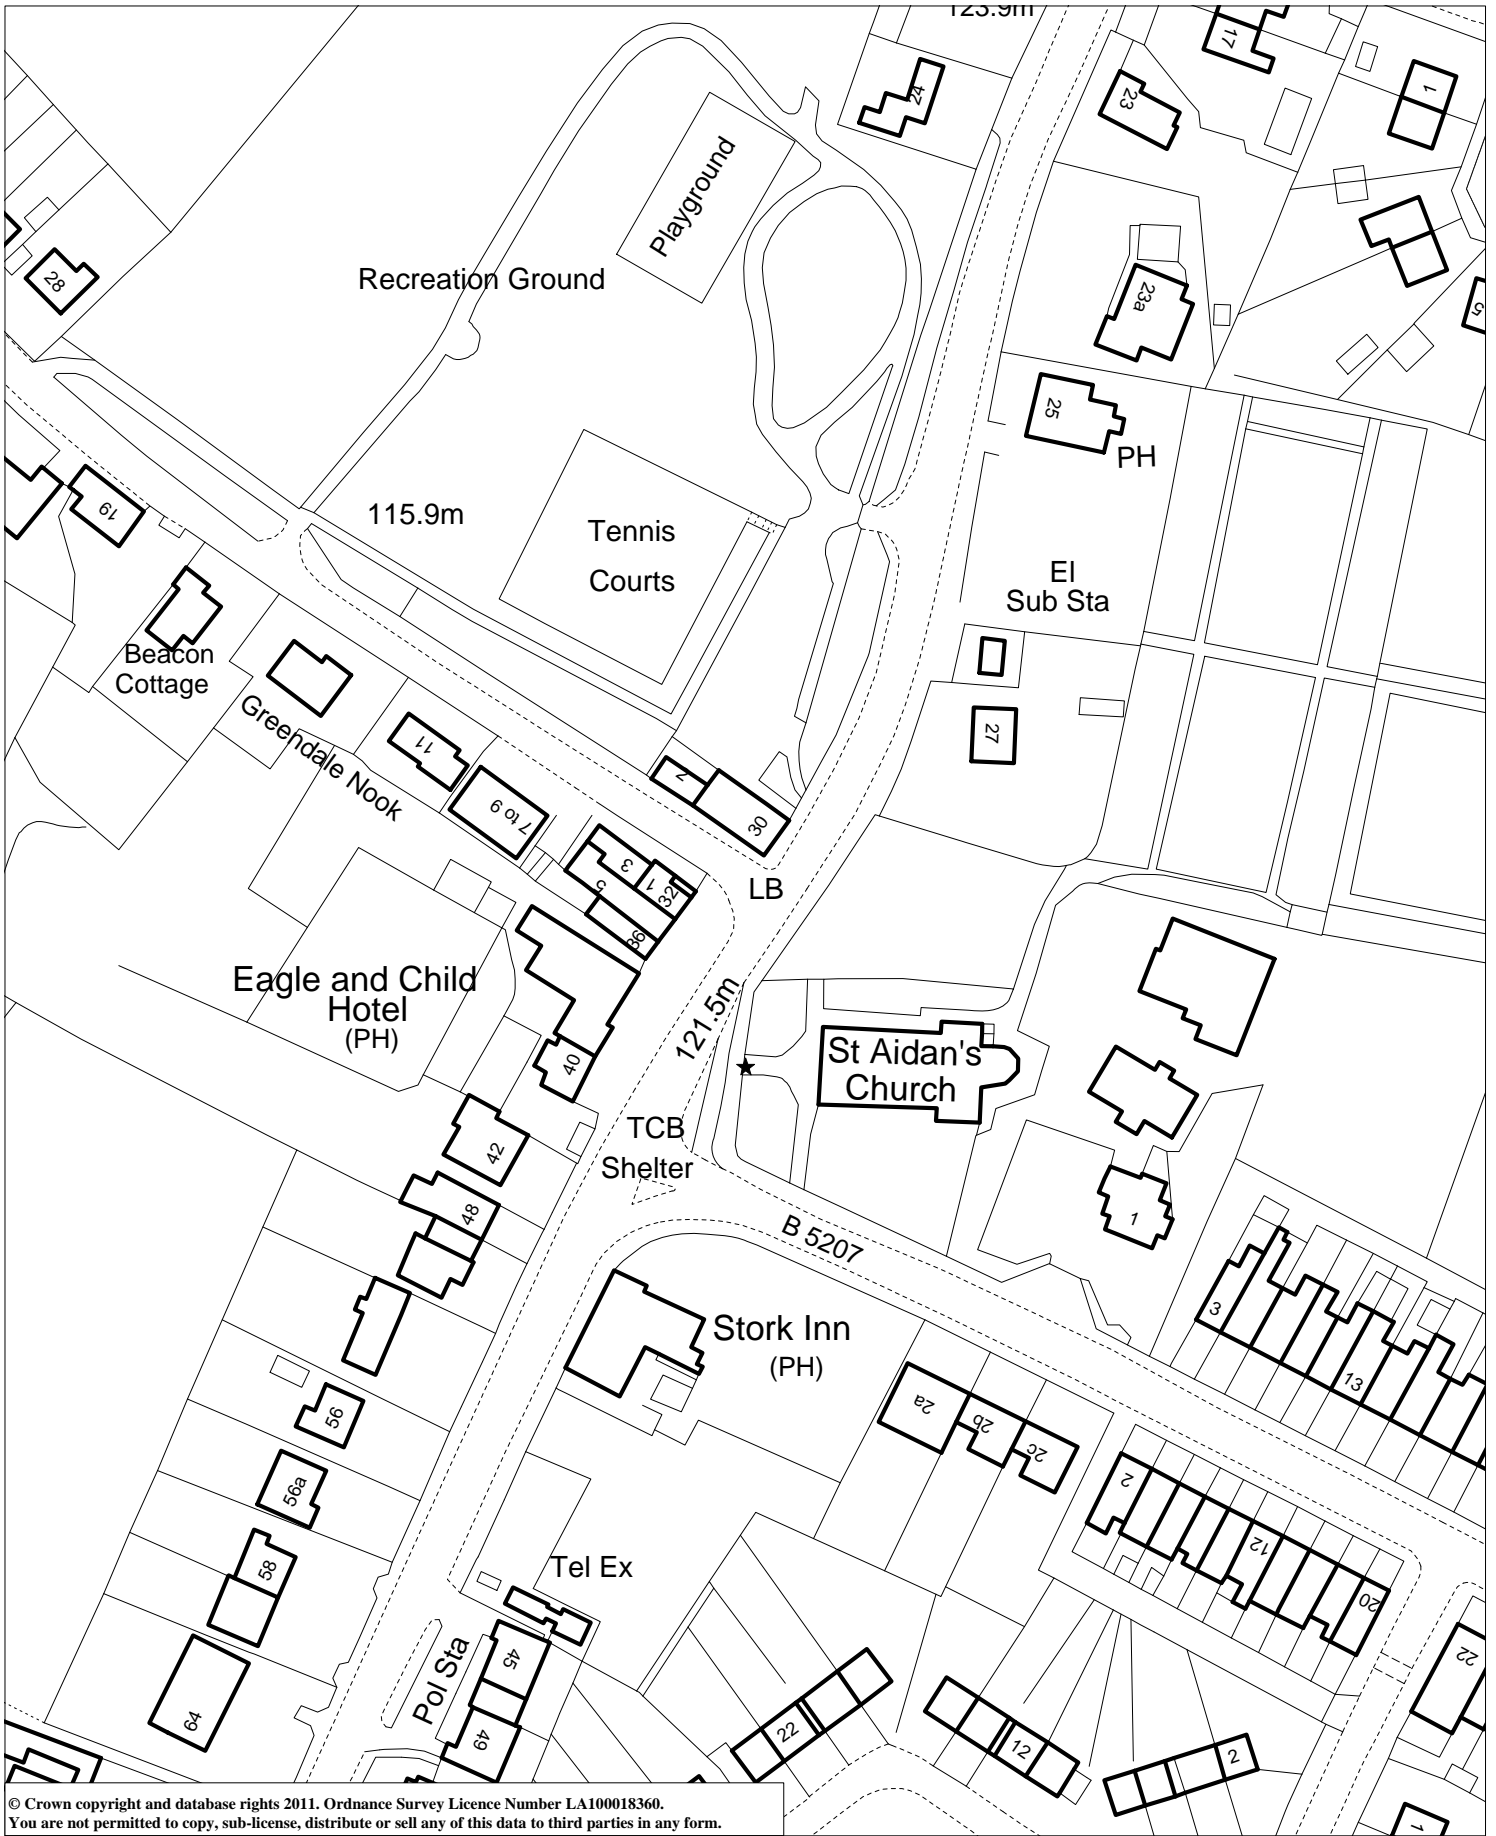 123.9m
17
1
24
23
Playground
28
Recreation Ground
23a
5
25
PH
19
115.9m
Tennis
Courts
El
Sub Sta
Beacon
Cottage
Greendale Nook
11
27
2
7 to 9
30
3
1
5
32
LB
36
Eagle and Child
Hotel
(PH)
121.5m
40
St Aidan's
Church
TCB
Shelter
42
48
B 5207
1
3
Stork Inn
(PH)
13
56
2a
2b
2c
56a
2
12
58
Tel Ex
20
Pol Sta
45
22
64
49
22
12
2
1
© Crown copyright and database rights 2011. Ordnance Survey Licence Number LA100018360.
You are not permitted to copy, sub-license, distribute or sell any of this data to third parties in any form.